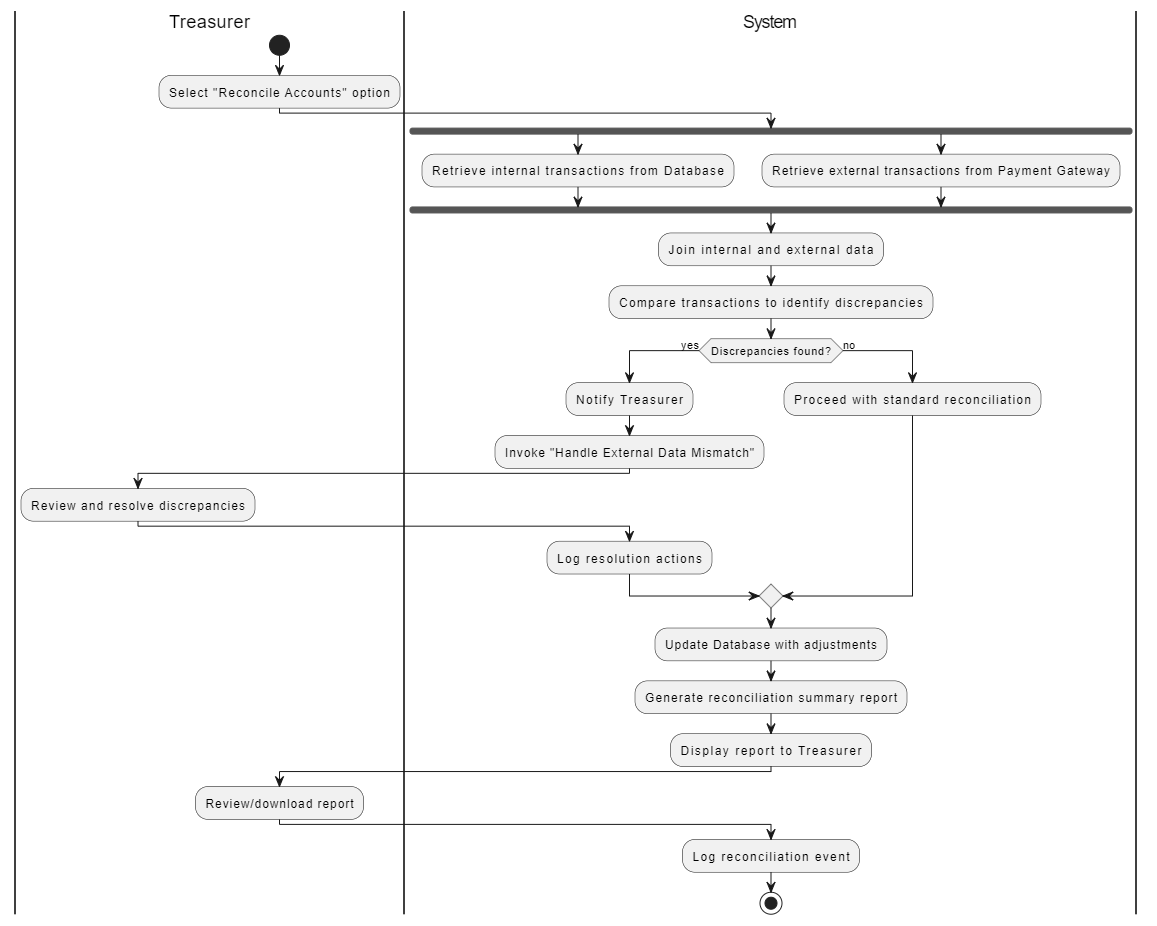 Treasurer
System
Select "Reconcile Accounts" option
Retrieve internal transactions from Database
Retrieve external transactions from Payment Gateway
Join internal and external data
Compare transactions to identify discrepancies
yes
Discrepancies found?
no
Notify Treasurer
Proceed with standard reconciliation
Invoke "Handle External Data Mismatch"
Review and resolve discrepancies
Log resolution actions
Update Database with adjustments
Generate reconciliation summary report
Display report to Treasurer
Review/download report
Log reconciliation event